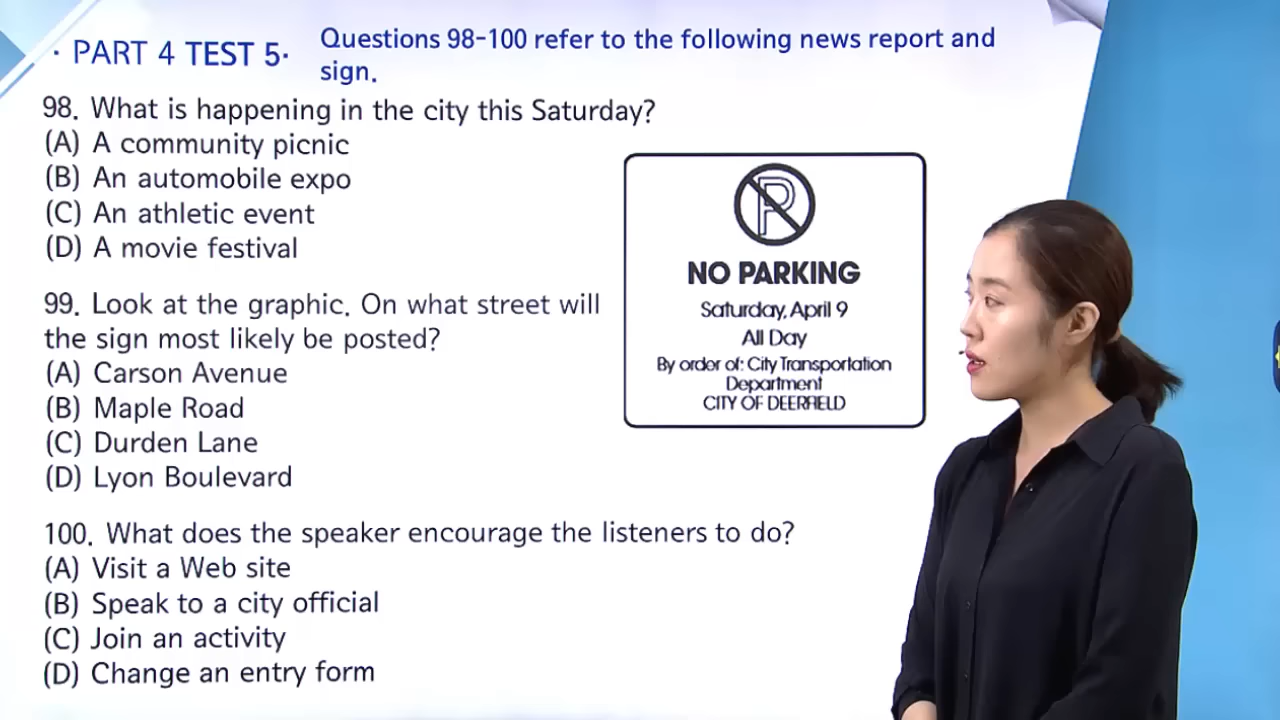 · PART 4 TEST 5·
Questions 98-100 refer to the following news report and
sign.
98. What is happening in the city this Saturday?
(A) A community picnic
(B) An automobile expo
(C) An athletic event
(D) A movie festival
99. Look at the graphic. On what street will
the sign most likely be posted?
(A) Carson Avenue
(B) Maple Road
(C) Durden Lane
(D) Lyon Boulevard
100. What does the speaker encourage the listeners to do?
(A) Visit a Web site
(B) Speak to a city official
(C) Join an activity
(D) Change an entry form
P
NO PARKING
Saturday, April 9
All Day
By order of: City Transportation
Department
CITY OF DEERFIELD